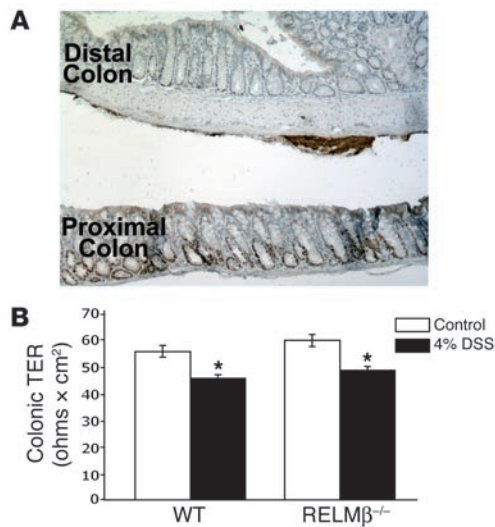 A
Distal
Colon
Proximal
Colon
B
Colonic TER
(ohms × cm²)
70
60
50
40
30
20
10
0
*
*
Control
4% DSS
WT
RELMβ⁻/⁻